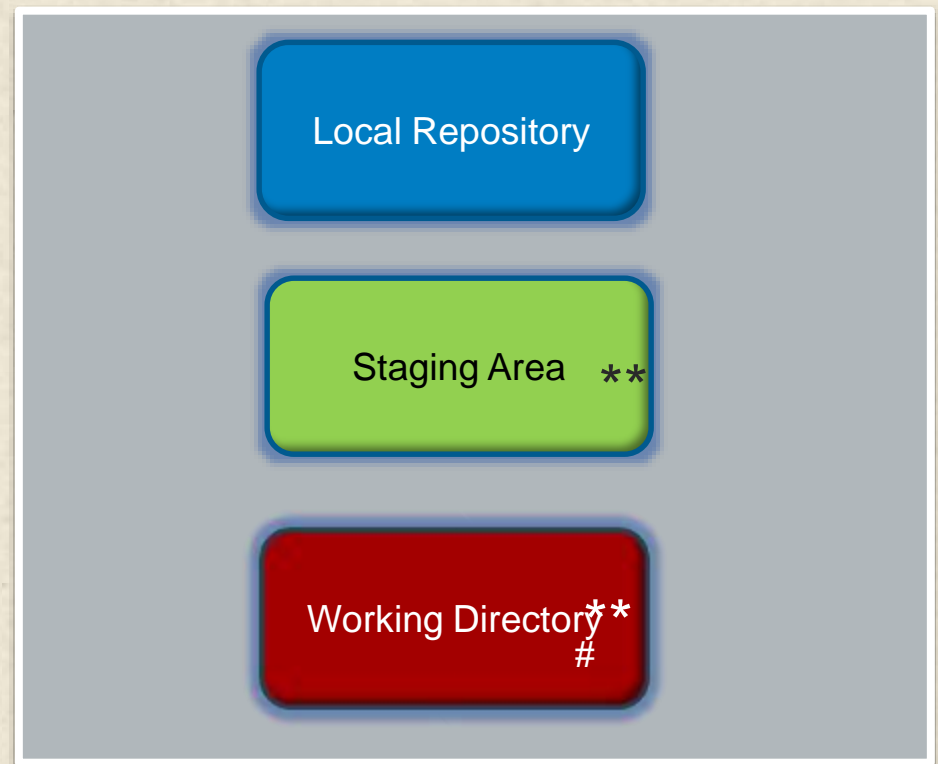 Local Repository
Staging Area **
Working Directory**
#